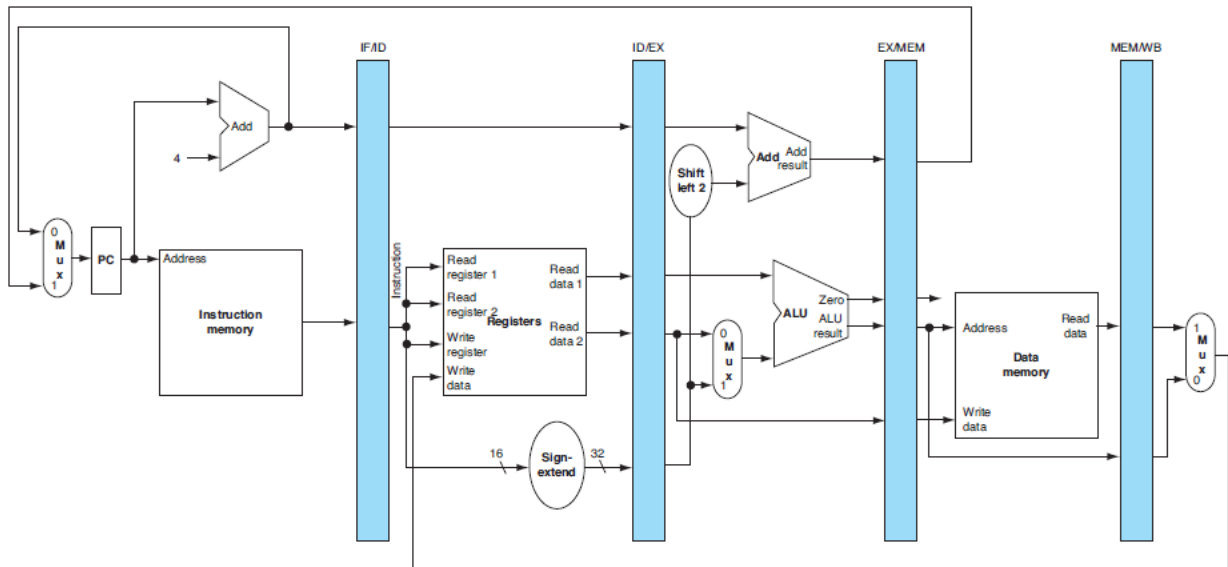 IF/ID
ID/EX
EX/MEM
MEM/WB
Add
4
Add
Add
result
Shift
left 2
0
M
u
x
1
PC
Address
Instruction
memory
Instruction
Read
register 1
Read
register 2
Registers
Write
register
Write
data
Read
data 1
Read
data 2
16
Sign-
extend
32
0
M
u
x
1
Zero
ALU
ALU
result
Address
Read
data
Data
memory
Write
data
1
M
u
x
0